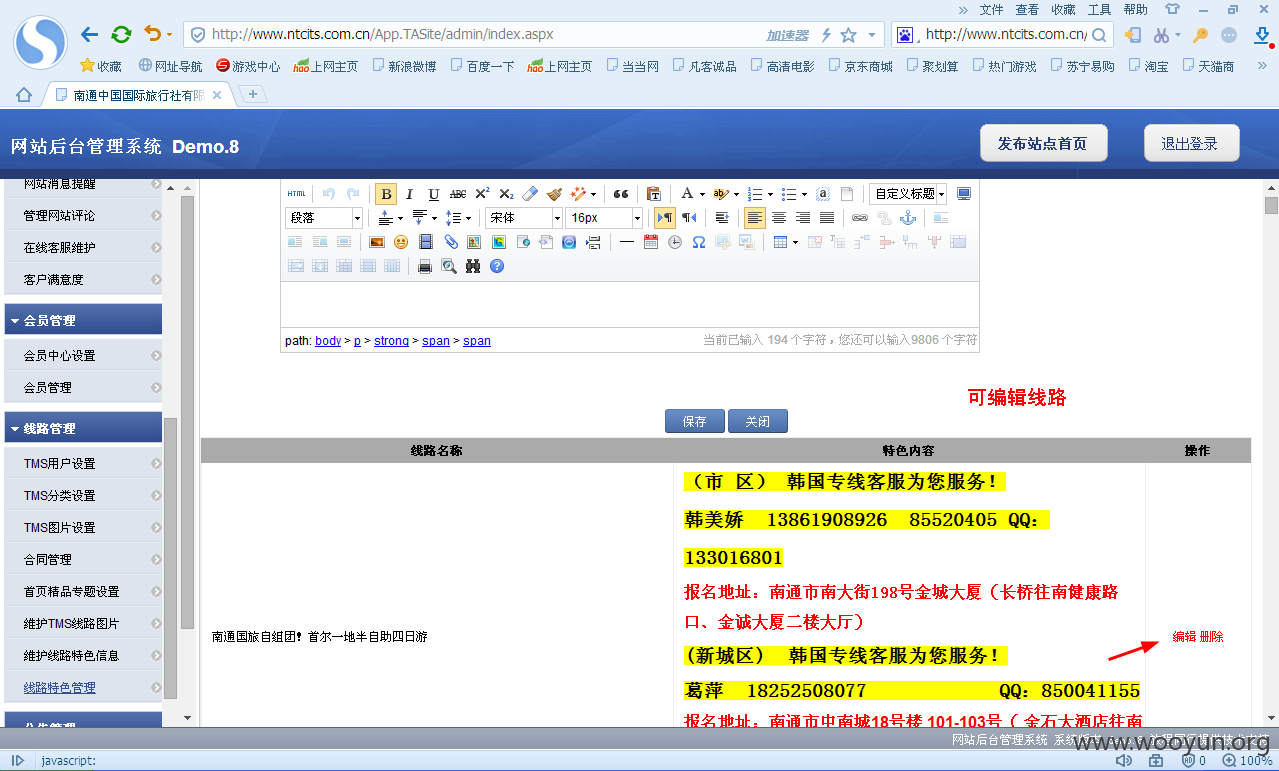 » 文件 查看 收藏 工具 帮助
http://www.ntcits.com.cn/App.TASite/admin/index.aspx 加速器 http://www.ntcits.com.cn/
收藏 网址导航 游戏中心 hao上网主页 新浪微博 百度一下 hao上网主页 当当网 凡客诚品 高清电影 京东商城 聚划算 热门游戏 苏宁易购 淘宝 天猫商 »
南通中国国际旅行社有限
网站后台管理系统 Demo.8 发布站点首页 退出登录
网站消息提醒
管理网站评论
在线客服维护
客户满意度
会员管理
会员中心设置
会员管理
线路管理
TMS用户设置
TMS分类设置
TMS图片设置
合同管理
首页精品专题设置
维护TMS线路图片
维护线路特色信息
线路特色管理
公告管理
HTML B I U ABC X² X₂ A ab 自定义标题
段落 宋体 16px
path: body > p > strong > span > span 当前已输入 194 个字符，您还可以输入9806 个字符
可编辑线路
保存 关闭
线路名称 特色内容 操作
南通国旅自组团！首尔一地半自助四日游
（市 区） 韩国专线客服为您服务！
韩美娇 13861908926 85520405 QQ：
133016801
报名地址：南通市南大街198号金城大厦（长桥往南健康路
口、金诚大厦二楼大厅）
(新城区） 韩国专线客服为您服务！
葛萍 18252508077 QQ：850041155
报名地址：南通市中南城18号楼 101-103号（ 金石大酒店往南
编辑 删除
网站后台管理系统
www.wooyun.org
javascript: 0 100%